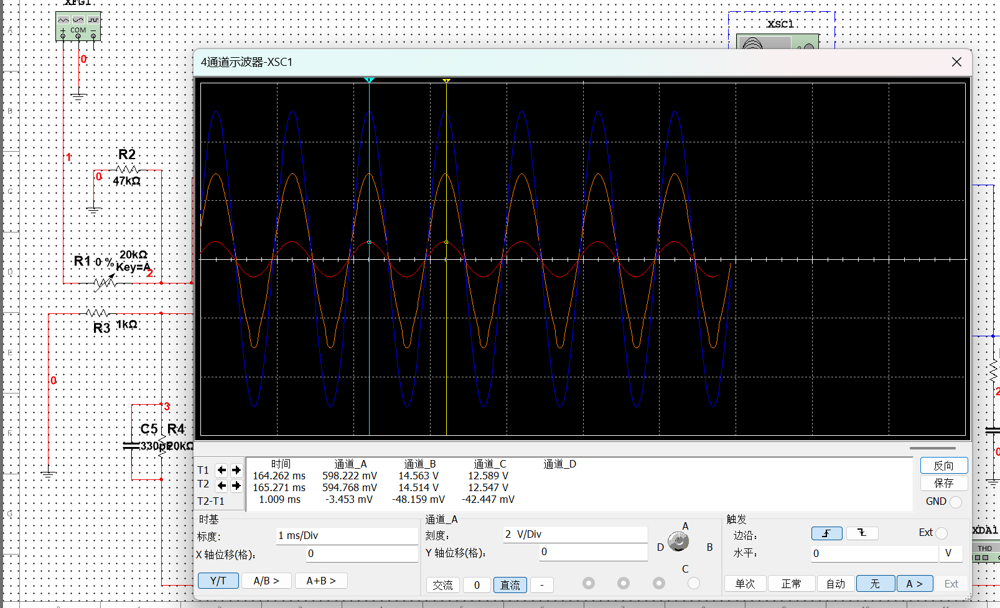 XFG1
COM
XSC1
4通道示波器-XSC1
A
B
C
D
E
F
G
0
1
R2
0
47kΩ
R1 0 % 20kΩ
Key=A
2
R3 1kΩ
0
3
C5 R4
330pF
20kΩ
时间 通道_A 通道_B 通道_C 通道_D
T1 164.262 ms 598.222 mV 14.563 V 12.589 V
T2 165.271 ms 594.768 mV 14.514 V 12.547 V
T2-T1 1.009 ms -3.453 mV -48.159 mV -42.447 mV
反向
保存
GND
时基
标度: 1 ms/Div
X 轴位移(格): 0
Y/T A/B > A+B >
通道_A
刻度: 2 V/Div
Y 轴位移(格): 0
交流 0 直流 -
A
D B
C
触发
边沿: Ext
水平: 0 V
单次 正常 自动 无 A > Ext
XDA1
THD
2
0